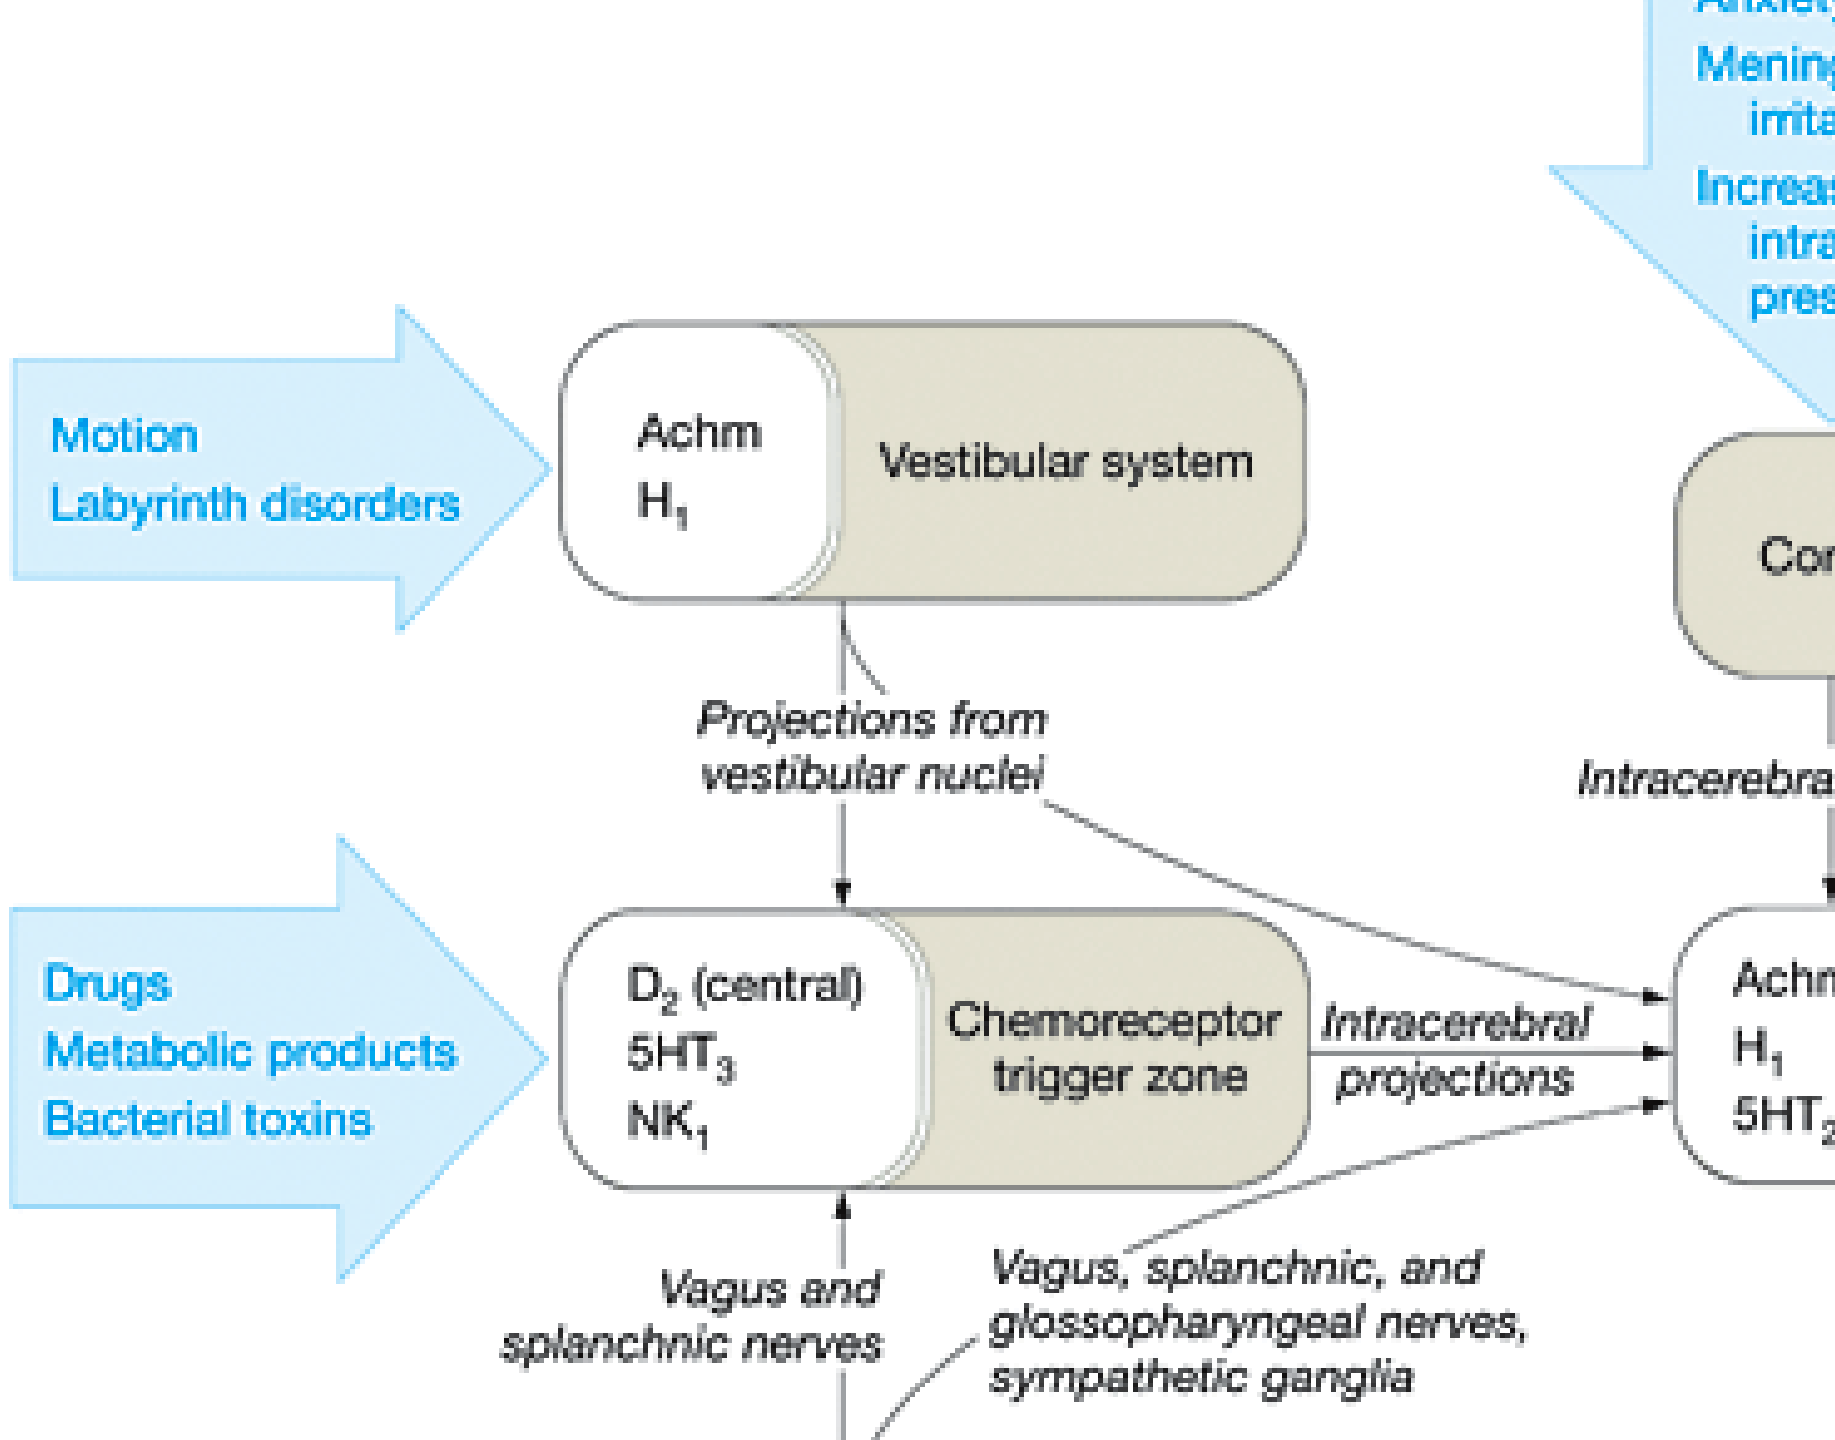 Motion
Labyrinth disorders
Achm
H₁
Vestibular system
Projections from
vestibular nuclei
Drugs
Metabolic products
Bacterial toxins
D₂ (central)
5HT₃
NK₁
Chemoreceptor
trigger zone
Intracerebral
projections
Vagus and
splanchnic nerves
Vagus, splanchnic, and
glossopharyngeal nerves,
sympathetic ganglia
H₁
5HT₂